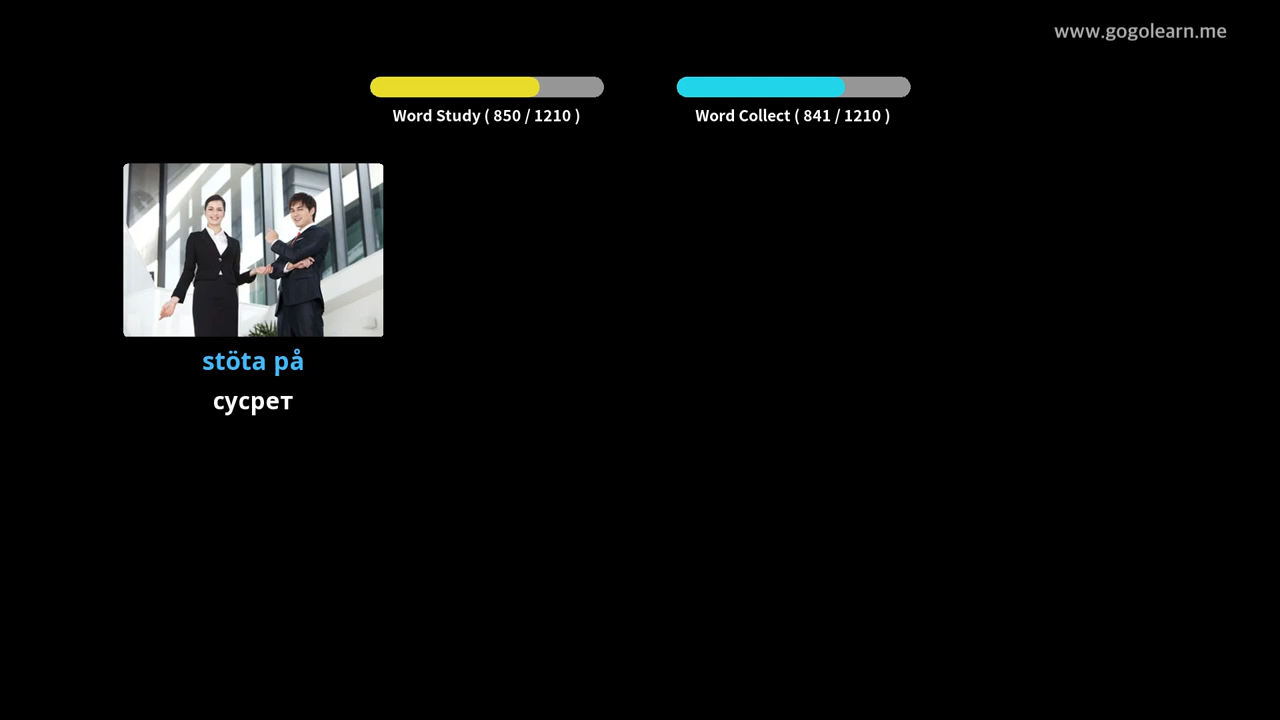 www.gogolearn.me
Word Study ( 850 / 1210 )
Word Collect ( 841 / 1210 )
stöta på
сусрет